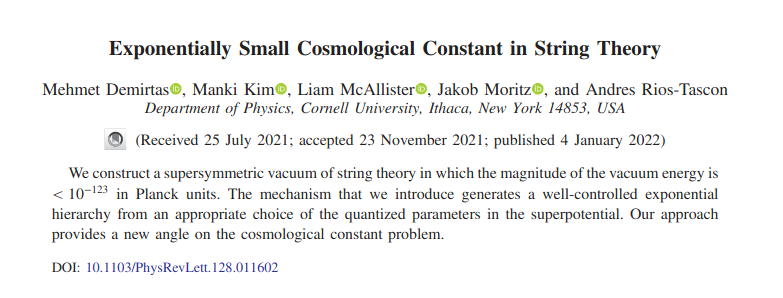 Exponentially Small Cosmological Constant in String Theory
Mehmet Demirtas, Manki Kim, Liam McAllister, Jakob Moritz, and Andres Rios-Tascon
Department of Physics, Cornell University, Ithaca, New York 14853, USA
(Received 25 July 2021; accepted 23 November 2021; published 4 January 2022)
We construct a supersymmetric vacuum of string theory in which the magnitude of the vacuum energy is
< 10⁻¹²³ in Planck units. The mechanism that we introduce generates a well-controlled exponential
hierarchy from an appropriate choice of the quantized parameters in the superpotential. Our approach
provides a new angle on the cosmological constant problem.
DOI: 10.1103/PhysRevLett.128.011602